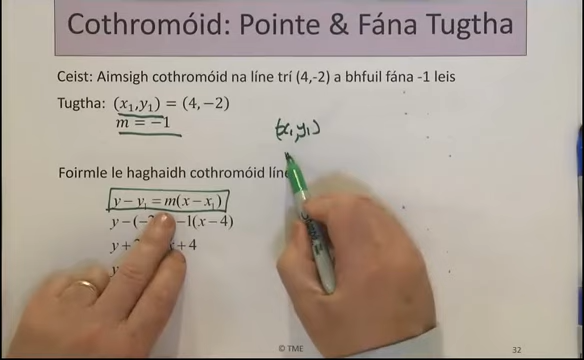 Cothromóid: Pointe & Fána Tugtha
Ceist: Aimsigh cothromóid na líne trí (4,-2) a bhfuil fána -1 leis
Tugtha: (x₁,y₁) = (4,−2)
m = −1
(x₁,y₁)
Foirmle le haghaidh cothromóid
y − y₁ = m(x − x₁)
y − (− −1(x − 4)
y + x + 4
y
© TME
32